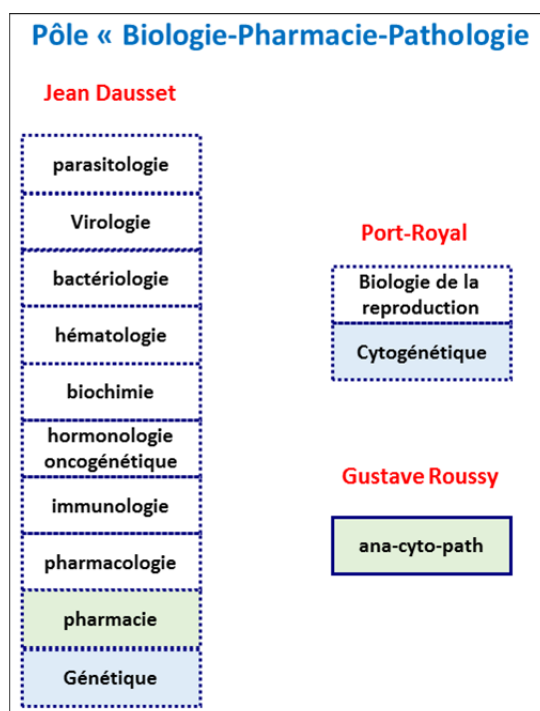 Pôle « Biologie-Pharmacie-Pathologie
Jean Dausset
parasitologie
Virologie
bactériologie
hématologie
biochimie
hormonologie
oncogénétique
immunologie
pharmacologie
pharmacie
Génétique
Port-Royal
Biologie de la
reproduction
Cytogénétique
Gustave Roussy
ana-cyto-path